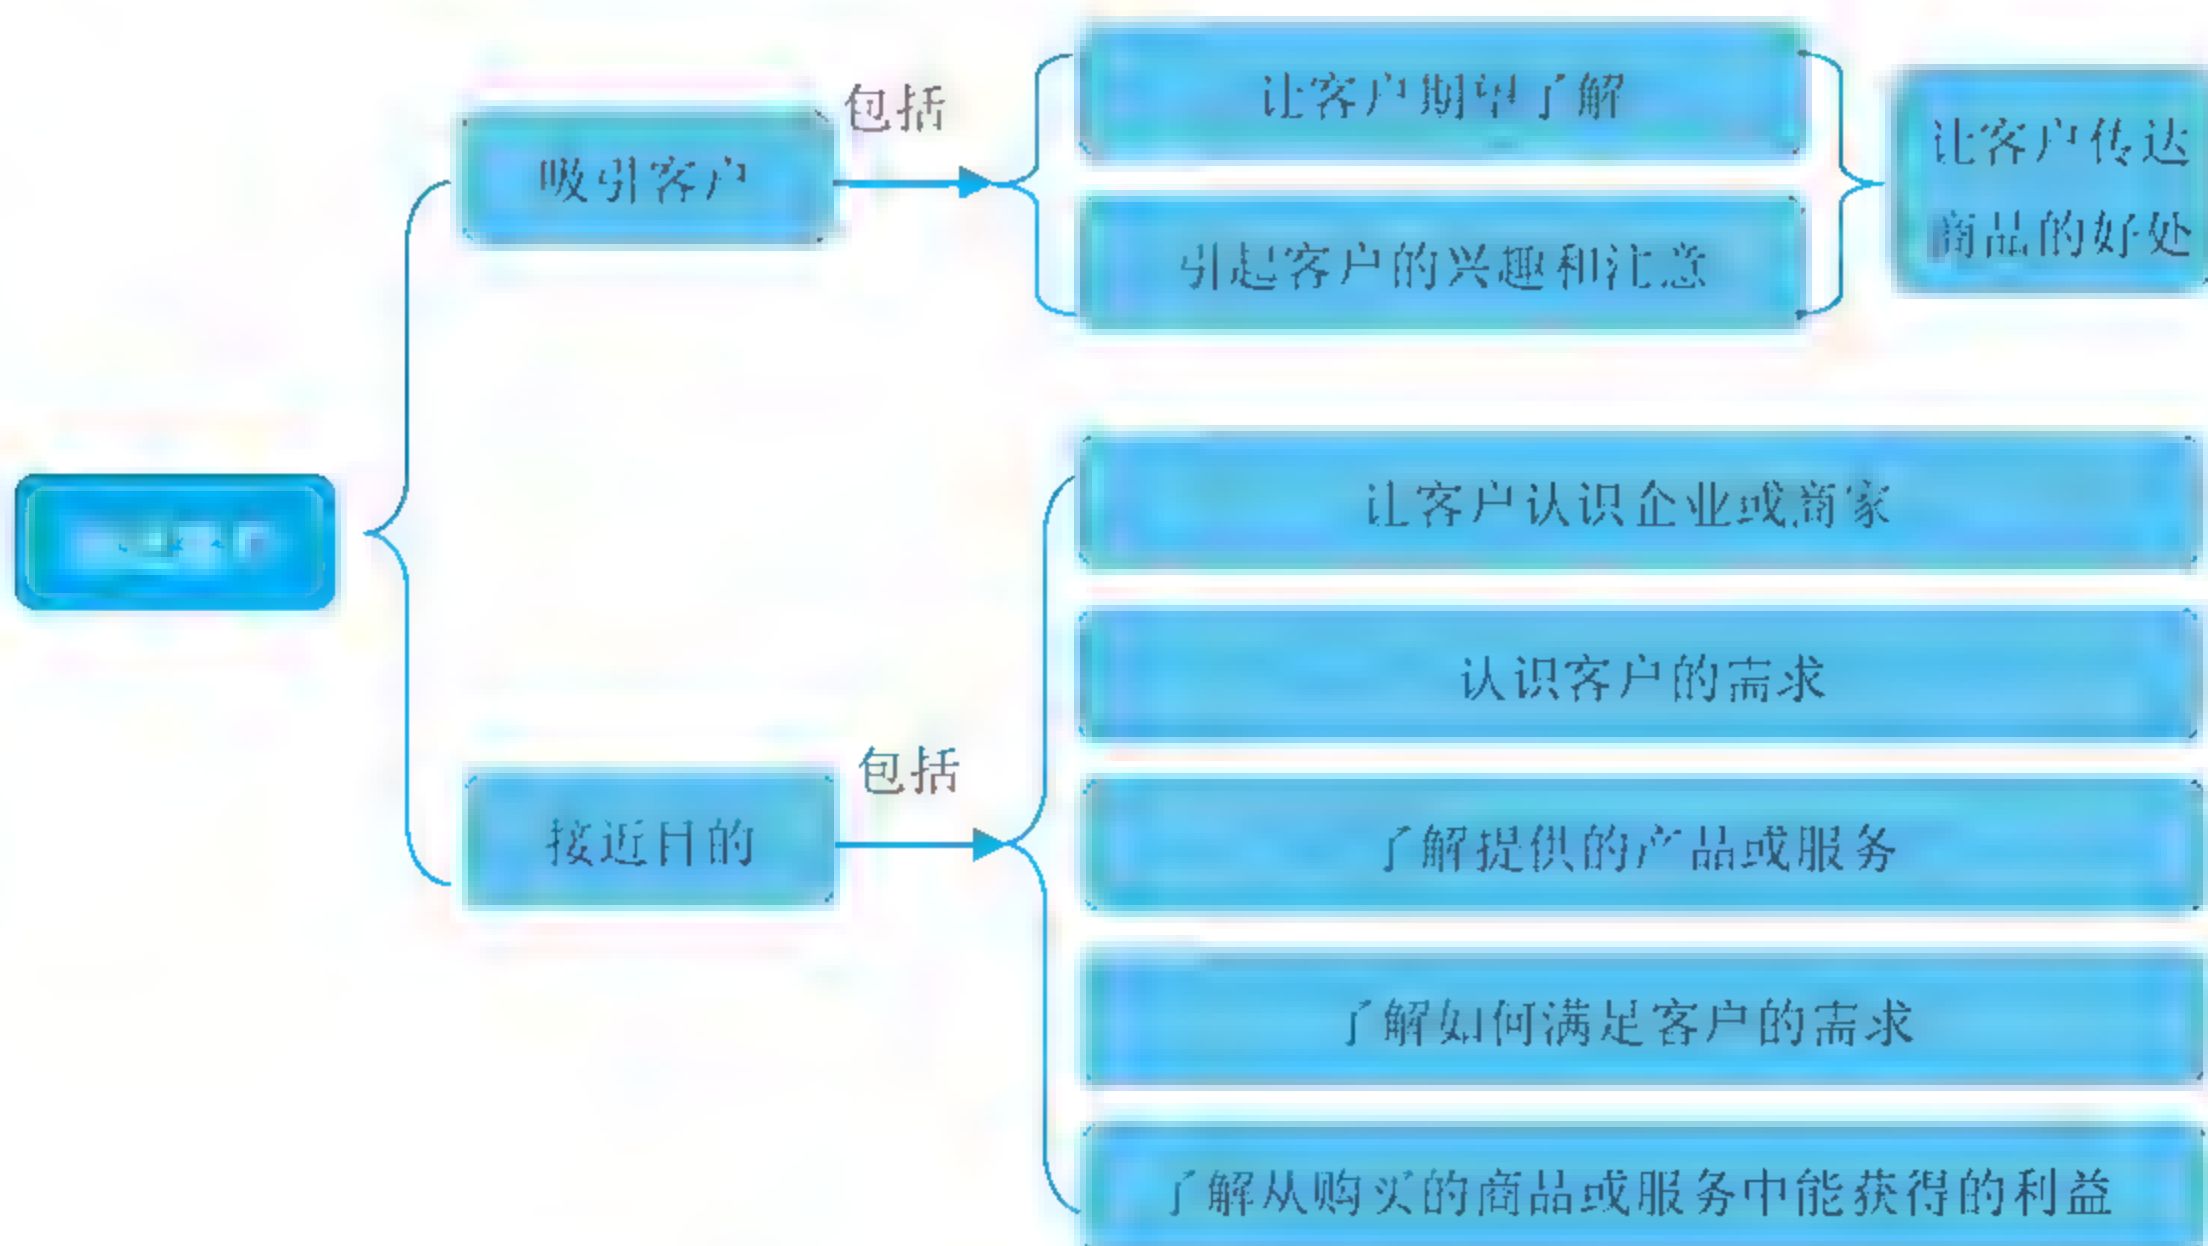 包括
吸引客户
让客户期望了解
引起客户的兴趣和注意
让客户传达
商品的好处
包括
接近目的
让客户认识企业或商家
认识客户的需求
了解提供的产品或服务
了解如何满足客户的需求
了解从购买的商品或服务中能获得的利益